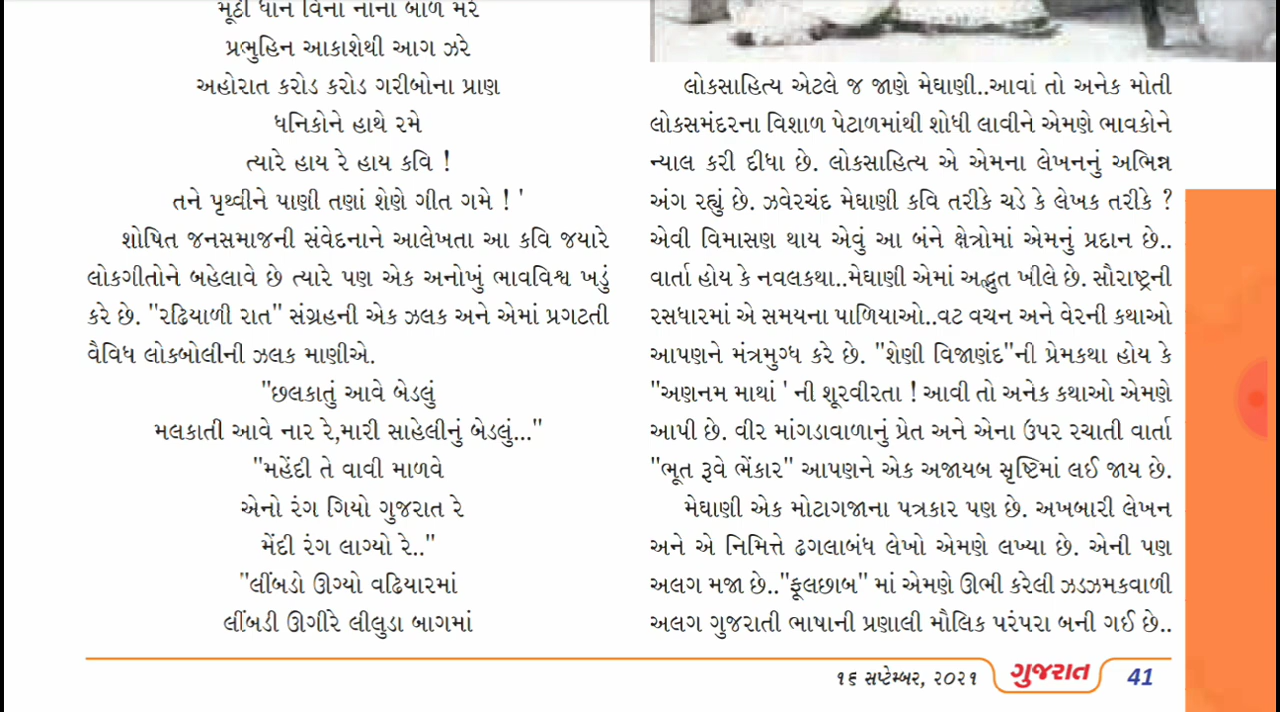 મૂઠી ધાન વિના નાના બાળ મરે
પ્રભુહિન આકાશેથી આગ ઝરે
અહોરાત કરોડ કરોડ ગરીબોના પ્રાણ
ધનિકોને હાથે રમે
ત્યારે હાય રે હાય કવિ !
તને પૃથ્વીને પાણી તણાં શેણે ગીત ગમે ! '
શોષિત જનસમાજની સંવેદનાને આલેખતા આ કવિ જયારે
લોકગીતોને બહેલાવે છે ત્યારે પણ એક અનોખું ભાવવિશ્વ ખડું
કરે છે. "રઢિયાળી રાત" સંગ્રહની એક ઝલક અને એમાં પ્રગટતી
વૈવિધ લોકબોલીની ઝલક માણીએ.
"છલકાતું આવે બેડલું
મલકાતી આવે નાર રે,મારી સાહેલીનું બેડલું..."
"મહેંદી તે વાવી માળવે
એનો રંગ ગિયો ગુજરાત રે
મેંદી રંગ લાગ્યો રે.."
"લીંબડો ઊગ્યો વઢિયારમાં
લીંબડી ઊગીરે લીલુડા બાગમાં
લોકસાહિત્ય એટલે જ જાણે મેઘાણી..આવાં તો અનેક મોતી
લોકસમંદરના વિશાળ પેટાળમાંથી શોધી લાવીને એમણે ભાવકોને
ન્યાલ કરી દીધા છે. લોકસાહિત્ય એ એમના લેખનનું અભિન્ન
અંગ રહ્યું છે. ઝવેરચંદ મેઘાણી કવિ તરીકે ચડે કે લેખક તરીકે ?
એવી વિમાસણ થાય એવું આ બંને ક્ષેત્રોમાં એમનું પ્રદાન છે..
વાર્તા હોય કે નવલકથા..મેઘાણી એમાં અદ્ભુત ખીલે છે. સૌરાષ્ટ્રની
રસધારમાં એ સમયના પાળિયાઓ..વટ વચન અને વેરની કથાઓ
આપણને મંત્રમુગ્ધ કરે છે. "શેણી વિજાણંદ"ની પ્રેમકથા હોય કે
"અણનમ માથાં ' ની શૂરવીરતા ! આવી તો અનેક કથાઓ એમણે
આપી છે. વીર માંગડાવાળાનું પ્રેત અને એના ઉપર રચાતી વાર્તા
"ભૂત રૂવે ભેંકાર" આપણને એક અજાયબ સૃષ્ટિમાં લઈ જાય છે.
મેઘાણી એક મોટાગજાના પત્રકાર પણ છે. અખબારી લેખન
અને એ નિમિત્તે ઢગલાબંધ લેખો એમણે લખ્યા છે. એની પણ
અલગ મજા છે.."ફૂલછાબ" માં એમણે ઊભી કરેલી ઝડઝમકવાળી
અલગ ગુજરાતી ભાષાની પ્રણાલી મૌલિક પરંપરા બની ગઈ છે..
૧૬ સપ્ટેમ્બર, ૨૦૨૧ ગુજરાત 41